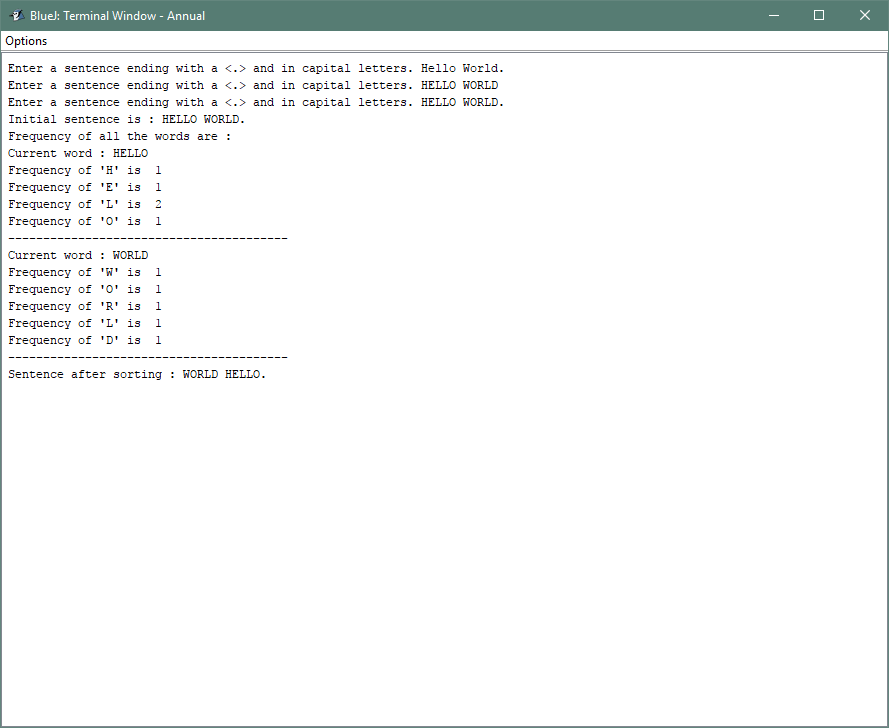 BlueJ: Terminal Window - Annual
Options
Enter a sentence ending with a <.> and in capital letters. Hello World.
Enter a sentence ending with a <.> and in capital letters. HELLO WORLD
Enter a sentence ending with a <.> and in capital letters. HELLO WORLD.
Initial sentence is : HELLO WORLD.
Frequency of all the words are :
Current word : HELLO
Frequency of 'H' is  1
Frequency of 'E' is  1
Frequency of 'L' is  2
Frequency of 'O' is  1
----------------------------------------
Current word : WORLD
Frequency of 'W' is  1
Frequency of 'O' is  1
Frequency of 'R' is  1
Frequency of 'L' is  1
Frequency of 'D' is  1
----------------------------------------
Sentence after sorting : WORLD HELLO.